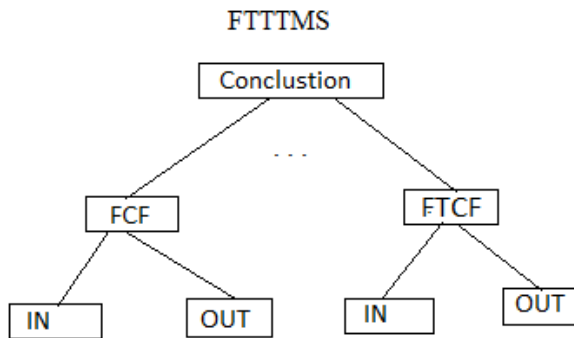 FTTTMS
Conclustion
. . .
FCF
FTCF
IN
OUT
IN
OUT